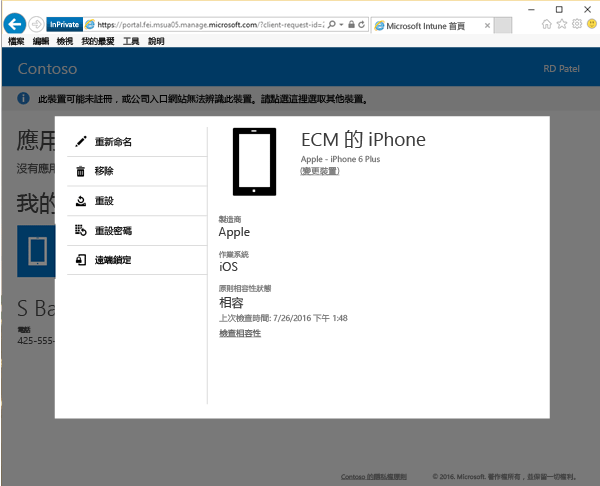 InPrivate https://portal.fei.msua05.manage.microsoft.com/?client-request-id=2
Microsoft Intune 首頁
檔案 編輯 檢視 我的最愛 工具 說明
Contoso RD Patel
此裝置可能未註冊，或公司入口網站無法辨識此裝置。請點選這裡選取其他裝置。
應用
沒有應用
我的
S Ba
電話
425-555-
重新命名
移除
重設
重設密碼
遠端鎖定
ECM 的 iPhone
Apple - iPhone 6 Plus
(變更裝置)
製造商
Apple
作業系統
iOS
原則相容性狀態
相容
上次檢查時間: 7/26/2016 下午 1:48
檢查相容性
Contoso 的隱私權原則 © 2016. Microsoft. 著作權所有，並保留一切權利。